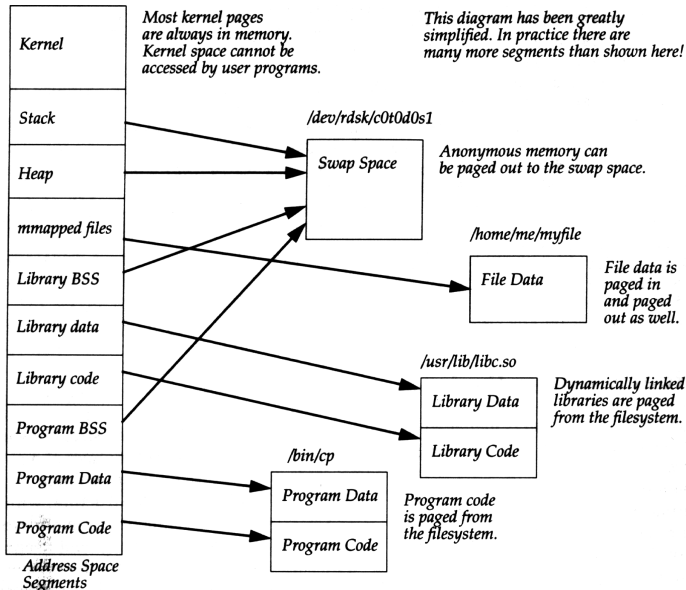 Kernel
Most kernel pages
are always in memory.
Kernel space cannot be
accessed by user programs.
This diagram has been greatly
simplified. In practice there are
many more segments than shown here!
Stack
/dev/rdsk/c0t0d0s1
Heap
Swap Space
Anonymous memory can
be paged out to the swap space.
mmapped files
/home/me/myfile
Library BSS
File Data
File data is
paged in
and paged
out as well.
Library data
/usr/lib/libc.so
Library code
Library Data
Dynamically linked
libraries are paged
from the filesystem.
Program BSS
Library Code
/bin/cp
Program Data
Program Data
Program code
is paged from
the filesystem.
Program Code
Program Code
Address Space
Segments